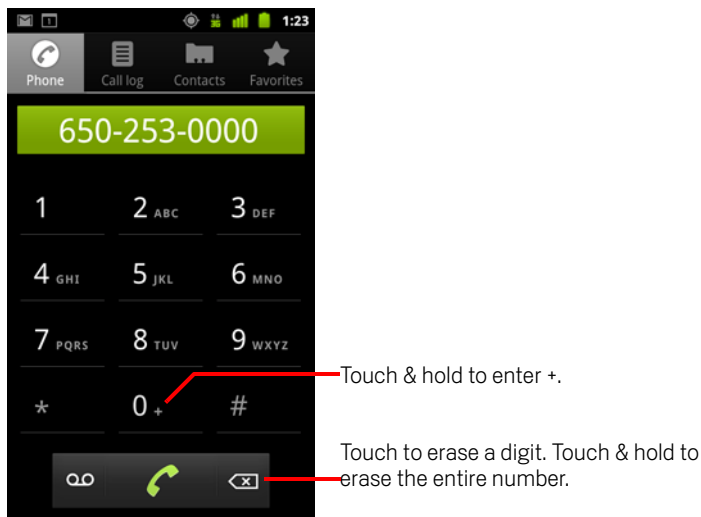 1 3G 1:23
Phone Call log Contacts Favorites
650-253-0000
1 2 ABC 3 DEF
4 GHI 5 JKL 6 MNO
7 PQRS 8 TUV 9 WXYZ
Touch & hold to enter +.
* 0 + #
Touch to erase a digit. Touch & hold to
erase the entire number.